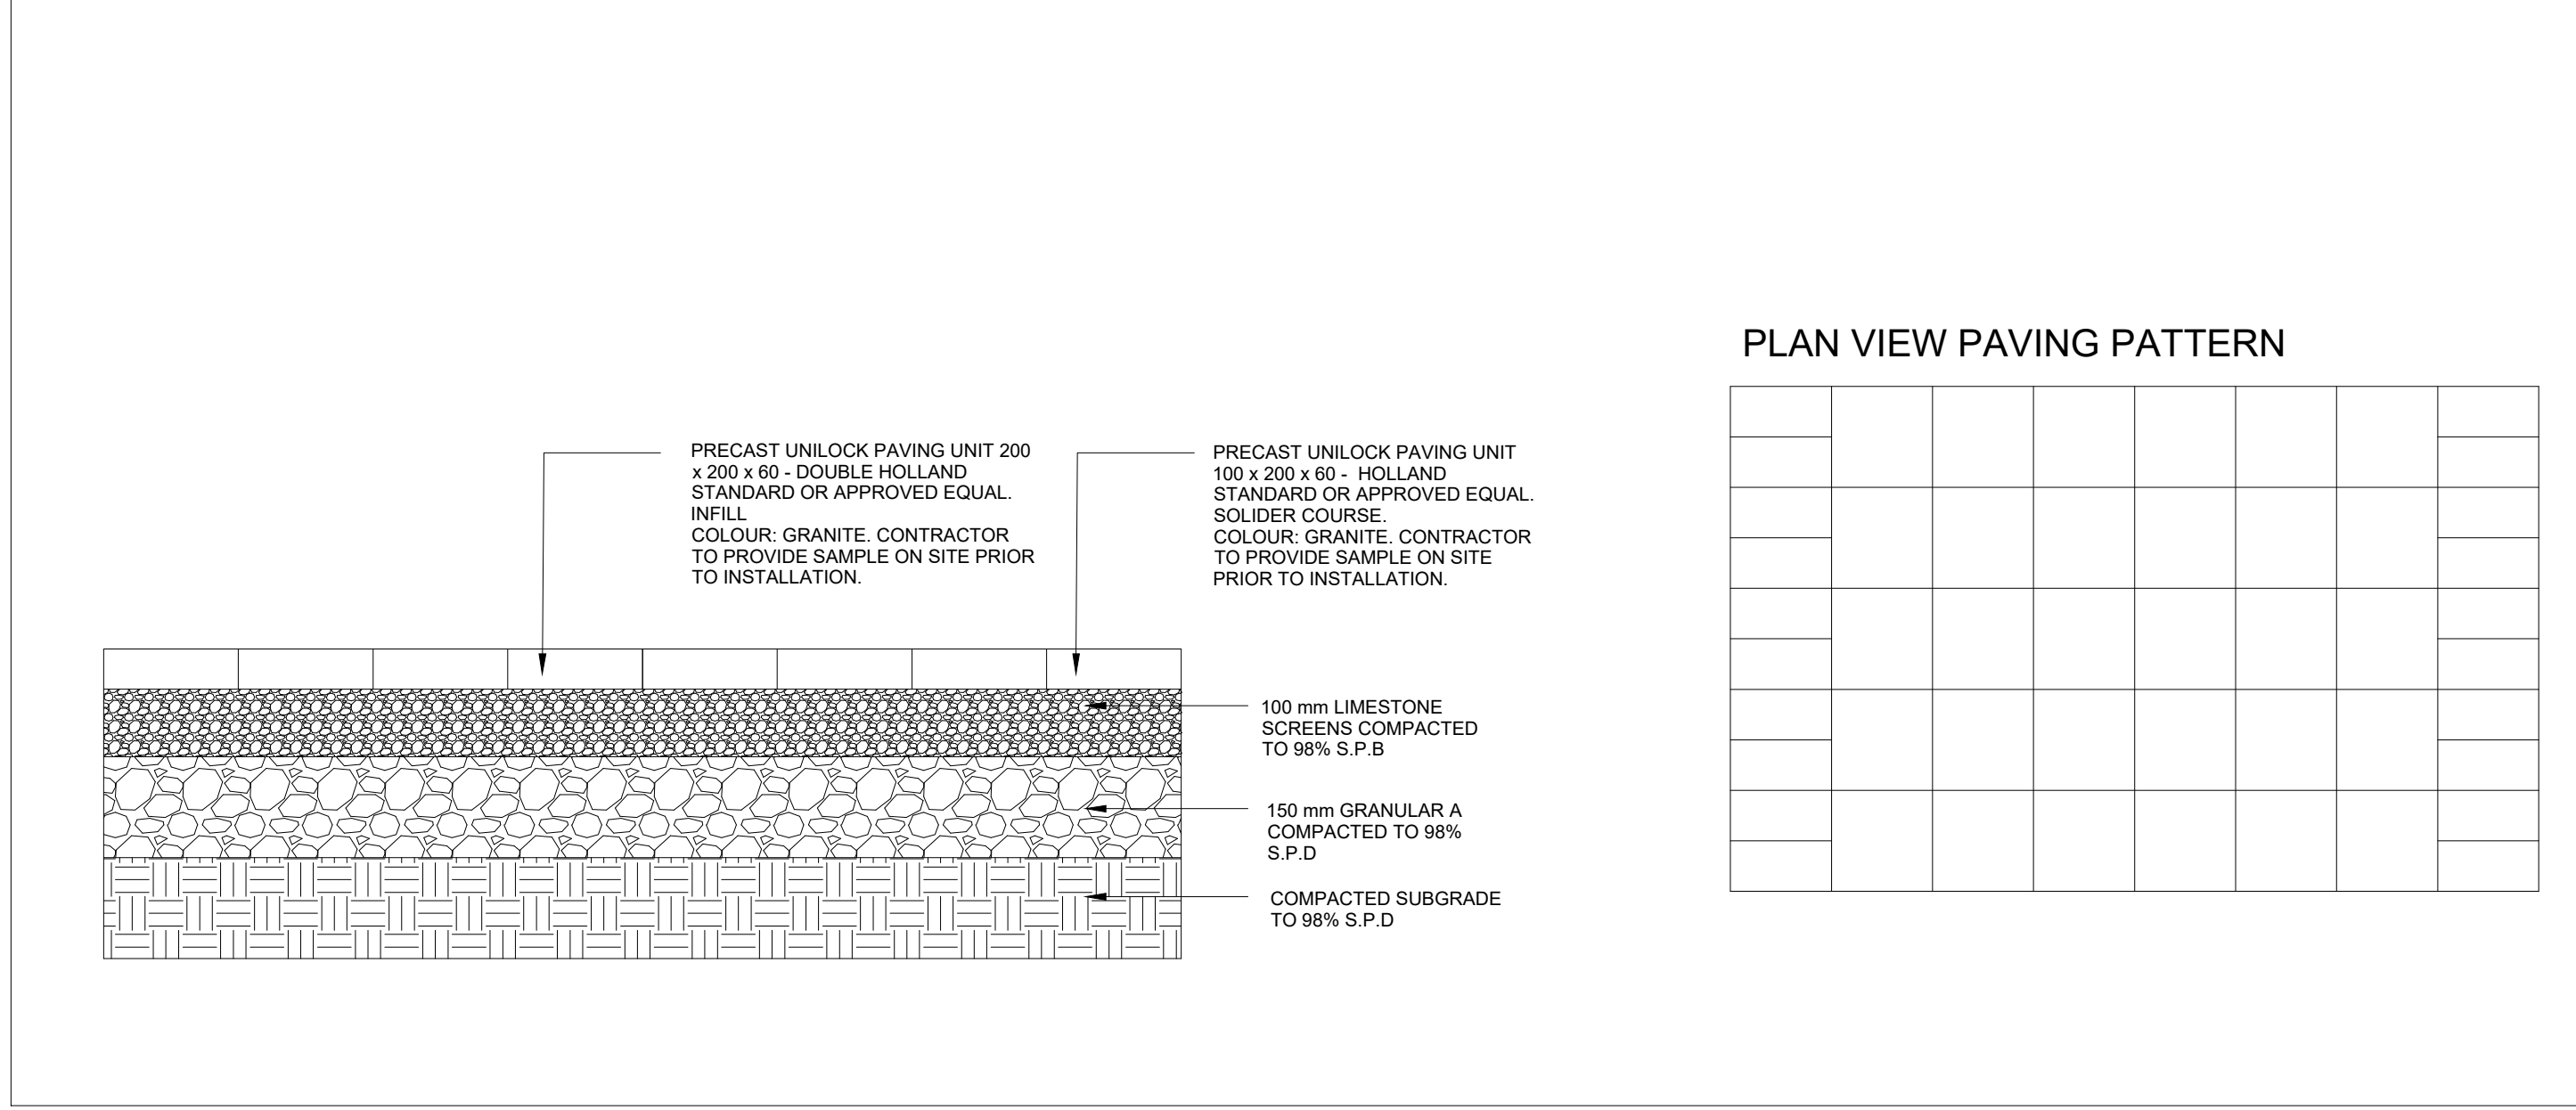 PLAN VIEW PAVING PATTERN
PRECAST UNILOCK PAVING UNIT 200
x 200 x 60 - DOUBLE HOLLAND
STANDARD OR APPROVED EQUAL.
INFILL
COLOUR: GRANITE. CONTRACTOR
TO PROVIDE SAMPLE ON SITE PRIOR
TO INSTALLATION.
PRECAST UNILOCK PAVING UNIT
100 x 200 x 60 - HOLLAND
STANDARD OR APPROVED EQUAL.
SOLIDER COURSE.
COLOUR: GRANITE. CONTRACTOR
TO PROVIDE SAMPLE ON SITE
PRIOR TO INSTALLATION.
100 mm LIMESTONE
SCREENS COMPACTED
TO 98% S.P.B
150 mm GRANULAR A
COMPACTED TO 98%
S.P.D
COMPACTED SUBGRADE
TO 98% S.P.D